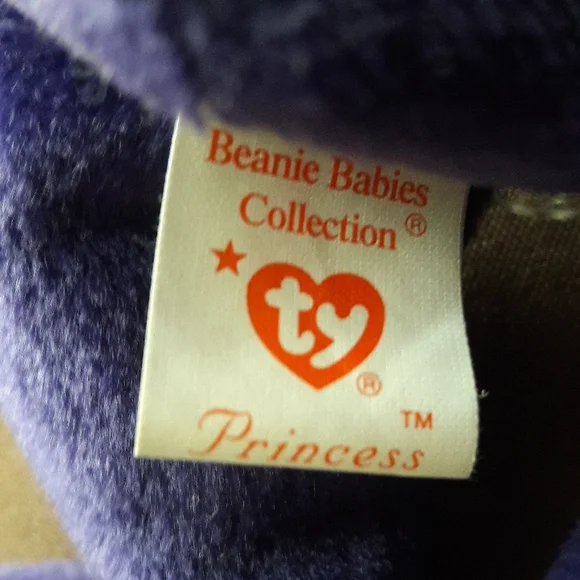 Beanie Babies
Collection®
ty®
™
Princess